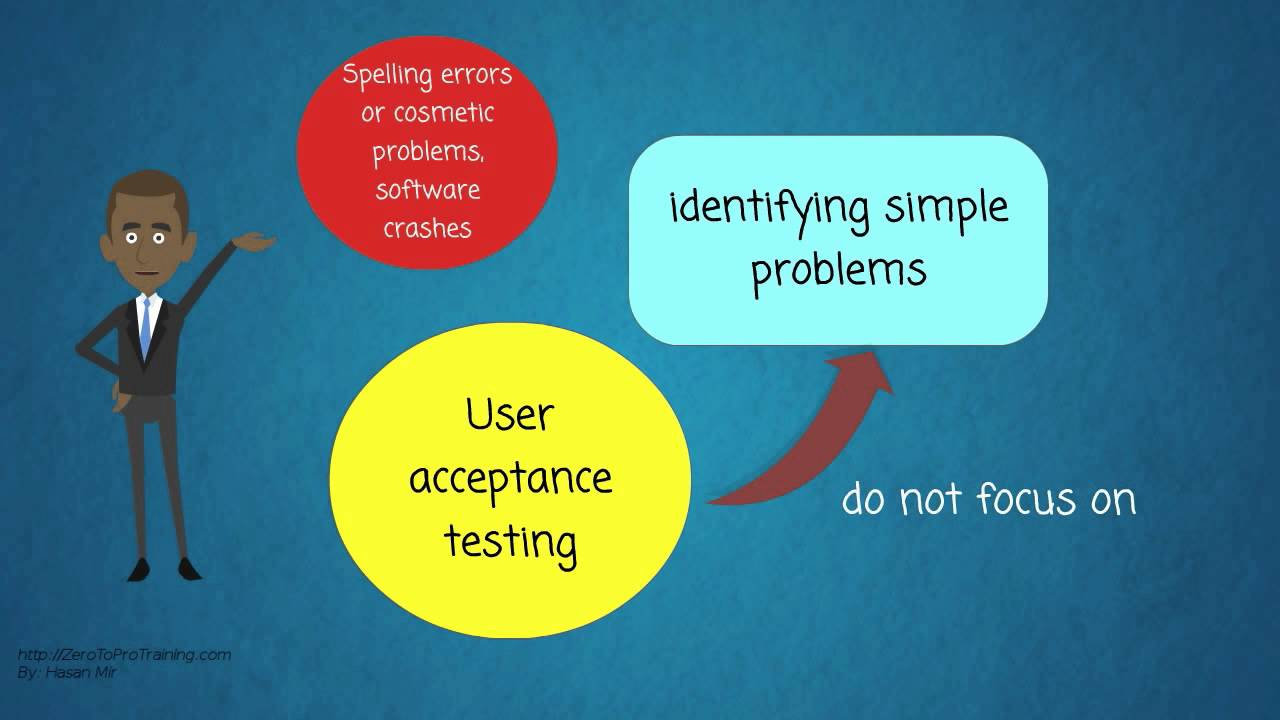 Spelling errors
or cosmetic
problems,
software
crashes
identifying simple
problems
User
acceptance
testing
do not focus on
http://ZeroToProTraining.com
By: Hasan Mir